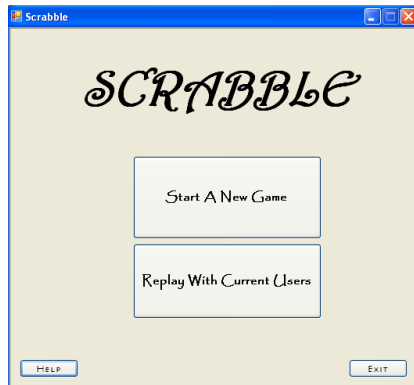 Scrabble
SCRABBLE
Start A New Game
Replay With Current Users
HELP
EXIT